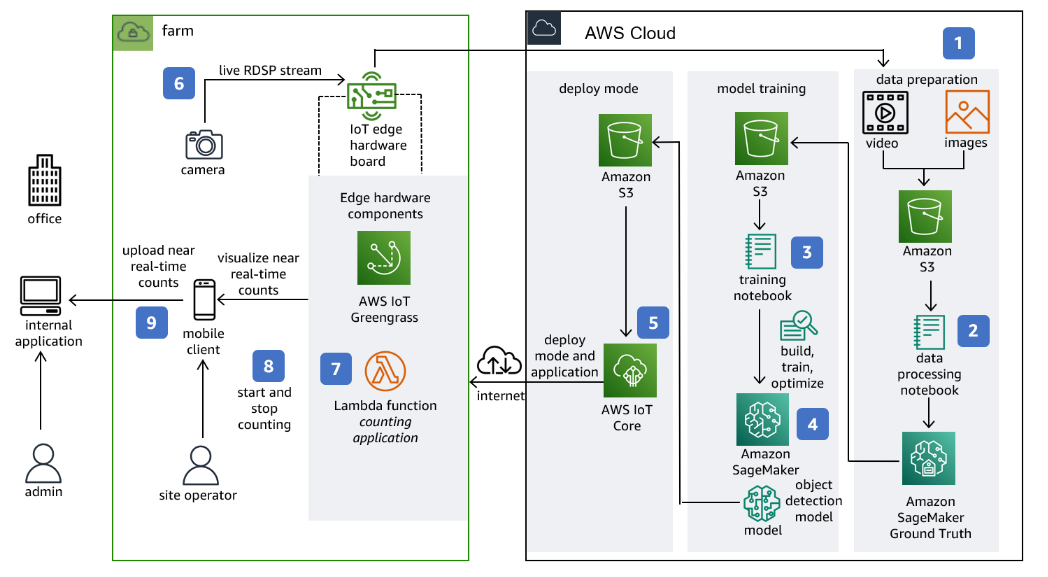 farm
AWS Cloud
1
6
live RDSP stream
deploy mode
model training
data preparation
IoT edge
hardware
board
video
images
camera
Amazon
S3
Amazon
S3
office
Edge hardware
components
Amazon
S3
upload near
real-time
counts
visualize near
real-time
counts
3
training
notebook
AWS IoT
Greengrass
internal
application
9
mobile
client
5
2
build,
train,
optimize
data
processing
notebook
deploy
mode and
application
internet
8
start and
stop
counting
7
Lambda function
counting
application
AWS IoT
Core
4
Amazon
SageMaker
object
detection
model
model
admin
site operator
Amazon
SageMaker
Ground Truth